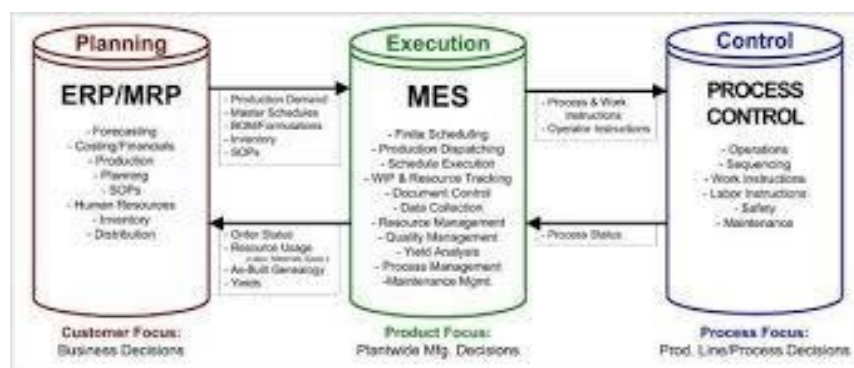 Planning
ERP/MRP
- Forecasting
- Costing/Financials
- Production
- Planning
- SOPs
- Human Resources
- Inventory
- Distribution
Customer Focus:
Business Decisions
- Production Demand
- Master Schedules
- BOM/Formulations
- Inventory
- SOPs
- Order Status
- Resource Usage
- As-Built Genealogy
- Yields
Execution
MES
- Finite Scheduling
- Production Dispatching
- Schedule Execution
- WIP & Resource Tracking
- Document Control
- Data Collection
- Resource Management
- Quality Management
- Yield Analysis
- Process Management
-Maintenance Mgmt.
Product Focus:
Plantwide Mfg. Decisions
- Process & Work
Instructions
- Operator Instructions
- Process Status
Control
PROCESS
CONTROL
- Operations
- Sequencing
- Work Instructions
- Labor Instructions
- Safety
- Maintenance
Process Focus:
Prod. Line/Process Decisions